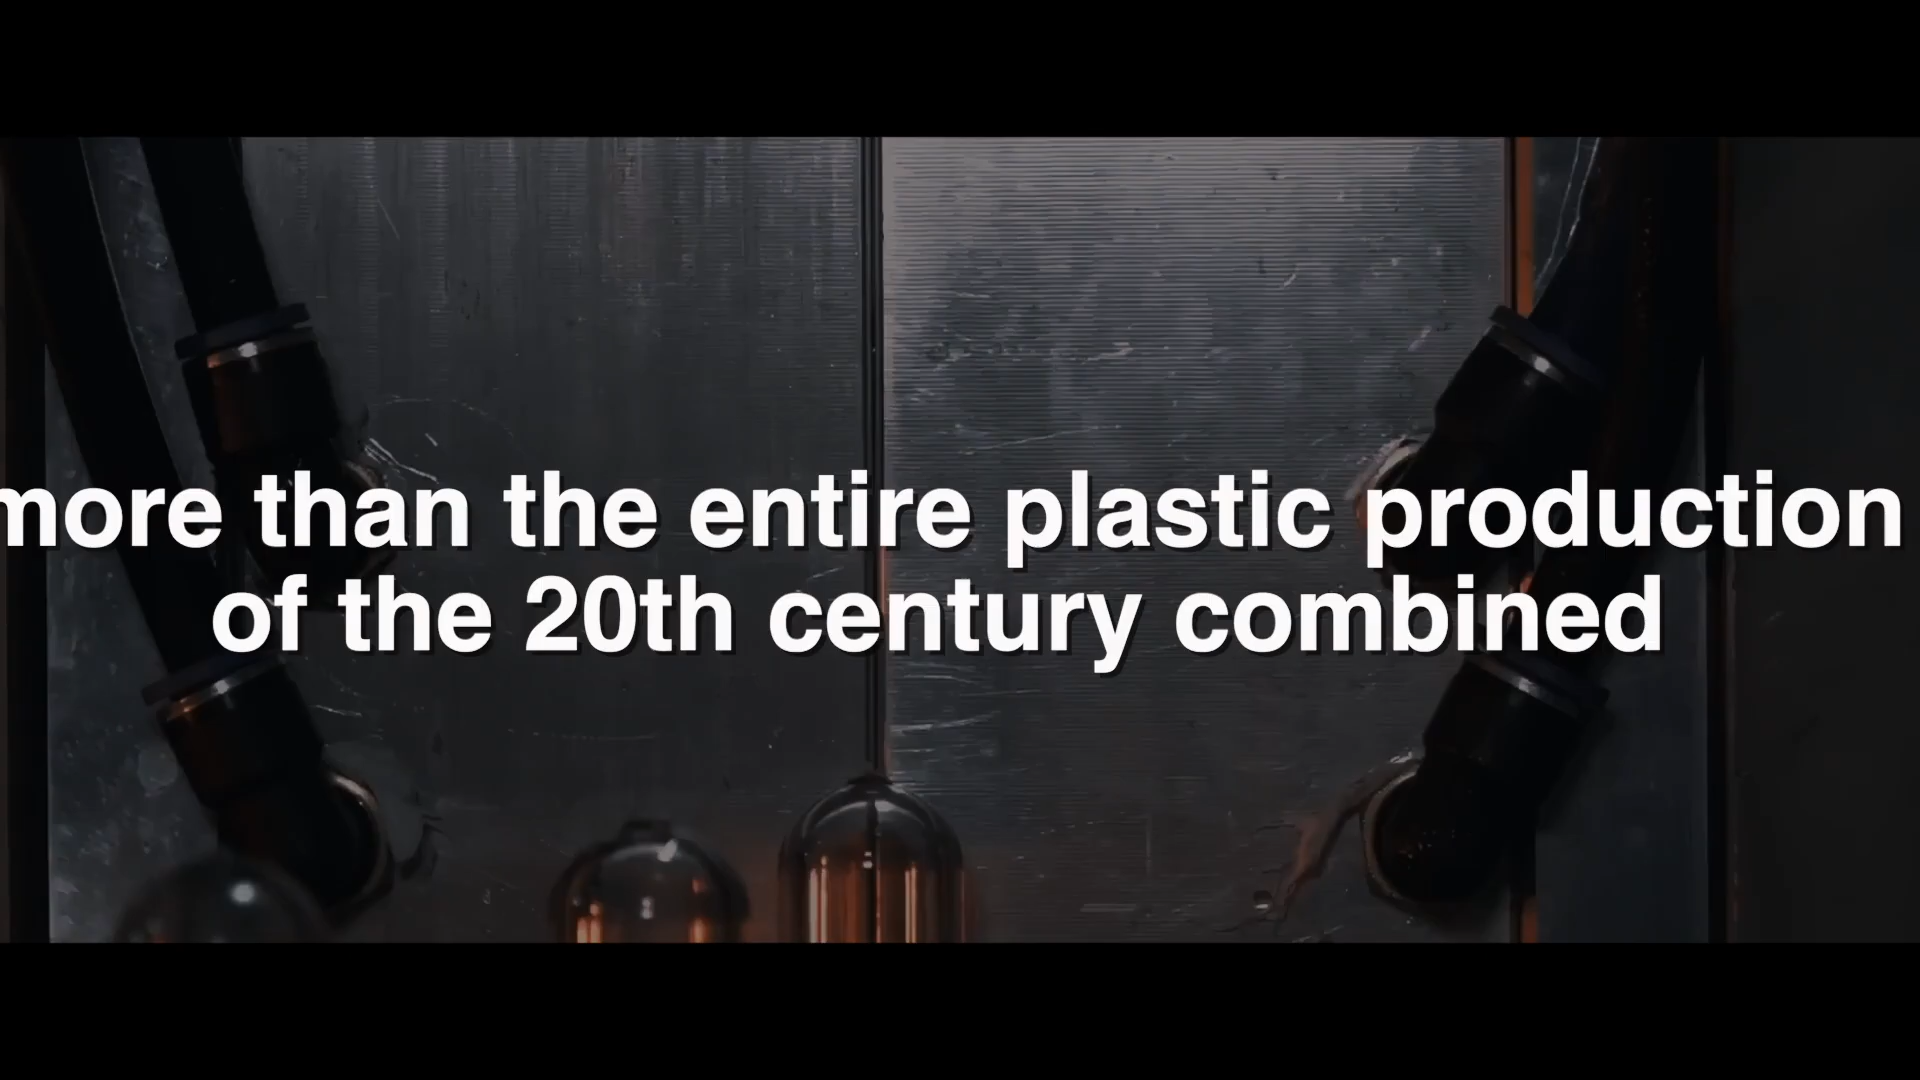 more than the entire plastic production
of the 20th century combined